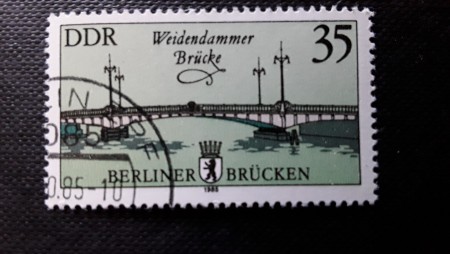 DDR
Weidendammer
Brücke
35
BERLINER BRÜCKEN
1985